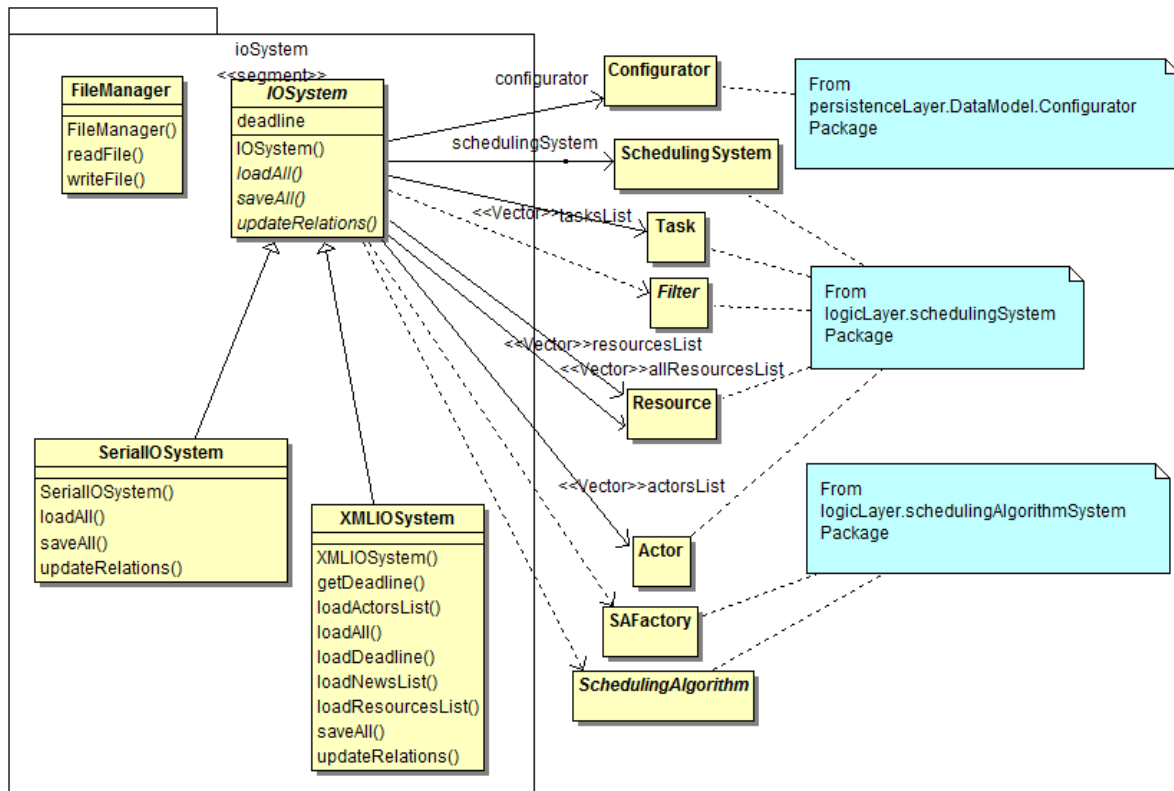 ioSystem
<<segment>>
FileManager
FileManager()
readFile()
writeFile()
IOSystem
deadline
IOSystem()
loadAll()
saveAll()
updateRelations()
configurator
Configurator
From
persistenceLayer.DataModel.Configurator
Package
schedulingSystem
SchedulingSystem
<<Vector>>tasksList
Task
Filter
From
logicLayer.schedulingSystem
Package
<<Vector>>resourcesList
<<Vector>>allResourcesList
Resource
SerialIOSystem
SerialIOSystem()
loadAll()
saveAll()
updateRelations()
XMLIOSystem
XMLIOSystem()
getDeadline()
loadActorsList()
loadAll()
loadDeadline()
loadNewsList()
loadResourcesList()
saveAll()
updateRelations()
<<Vector>>actorsList
Actor
From
logicLayer.schedulingAlgorithmSystem
Package
SAFactory
SchedulingAlgorithm